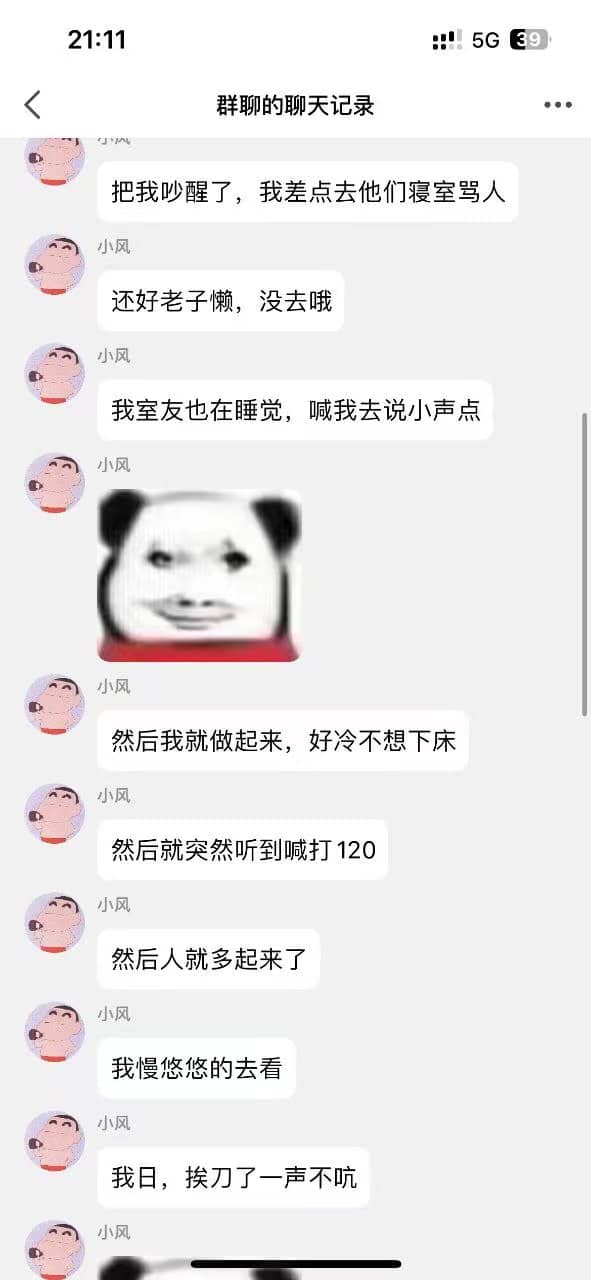 21:11
5G
39
群聊的聊天记录
小风
把我吵醒了，我差点去他们寝室骂人
小风
还好老子懒，没去哦
小风
我室友也在睡觉，喊我去说小声点
小风
小风
然后我就做起来，好冷不想下床
小风
然后就突然听到喊打120
小风
然后人就多起来了
小风
我慢悠悠的去看
小风
我日，挨刀了一声不吭
小风